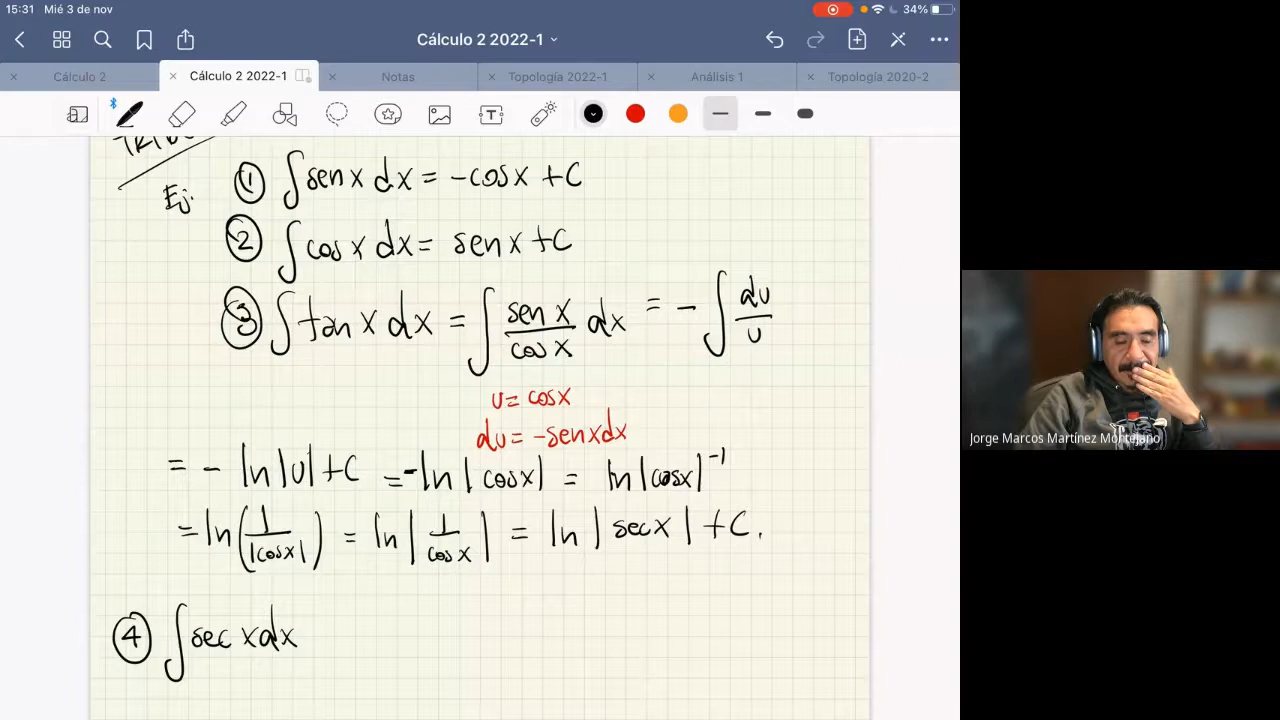 15:31 Mié 3 de nov 34%
Cálculo 2 2022-1
Cálculo 2 Cálculo 2 2022-1 Notas Topología 2022-1 Análisis 1 Topología 2020-2
Ej.
① ∫ sen x dx = -cos x + C
② ∫ cos x dx = sen x + C
③ ∫ tan x dx = ∫ sen x / cos x dx = - ∫ du / u
u = cos x
du = -sen x dx
= - ln |u| + C = -ln |cos x| = ln |cos x|⁻¹
= ln (1 / |cos x|) = ln |1 / cos x| = ln |sec x| + C.
④ ∫ sec x dx
Jorge Marcos Martínez Montejano